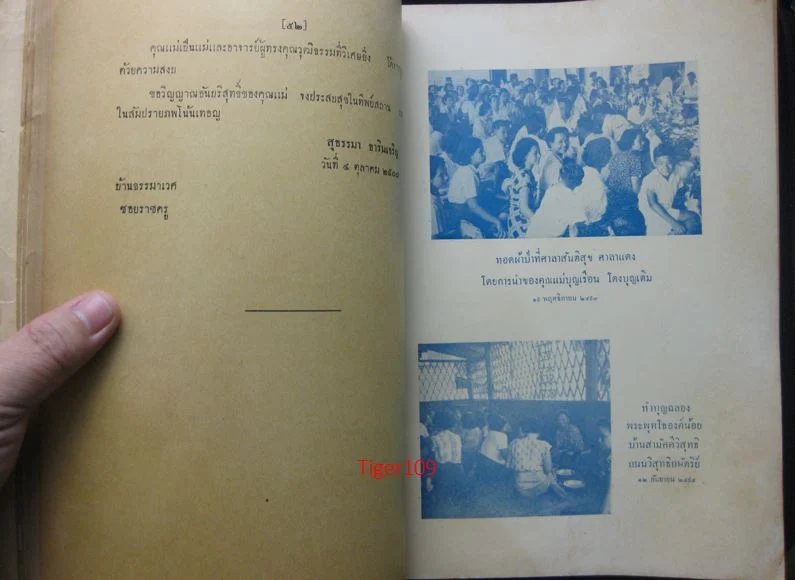 [๕๒]
คุณแม่เป็นแม่และอาจารย์ผู้ทรงคุณวุฒิธรรมที่วิเศษยิ่ง
ด้วยความสงบ
ขอวิญญาณอันบริสุทธิ์ของคุณแม่ จงประสบสุขในทิพย์สถาน
ในสัมปรายภพโน้นเทอญ
สุธรรมา
วันที่ ๔ ตุลาคม ๒๕๐๐
บ้านธรรมาเวศ
ซอยราชครู
ทอดผ้าป่าที่ศาลาสันติสุข ศาลาแดง
โดยการนำของคุณแม่บุญเรือน โตงบุญเติม
๑๕ พฤศจิกายน
ทำบุญฉลอง
พระพุทโธองค์น้อย
บ้านสามัคคีวิสุทธิ
ถนนวิสุทธิกษัตริย์
๑๒ กันยายน
Tiger109